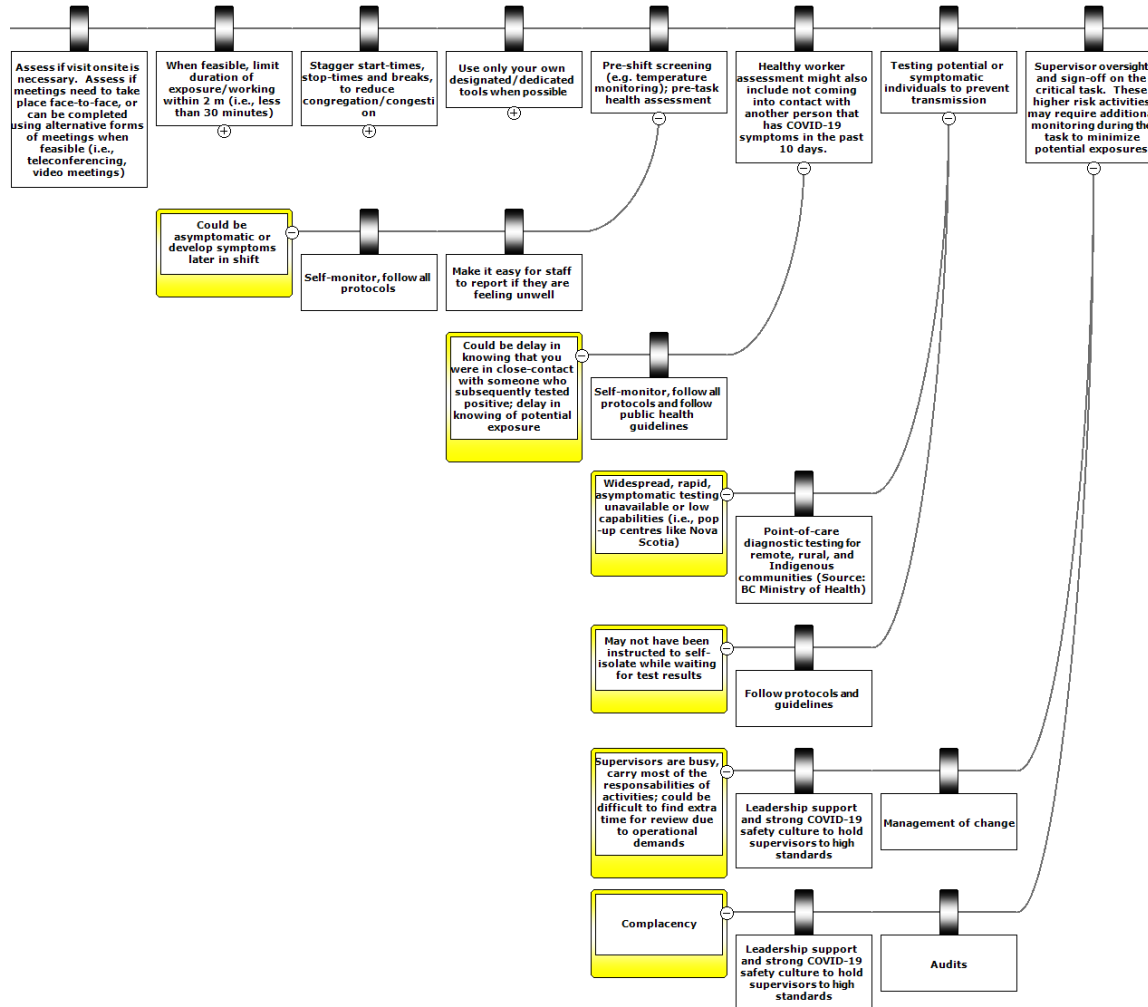 Assess if visit onsite is
necessary.  Assess if
meetings need to take
place face-to-face, or
can be completed
using alternative forms
of meetings when
feasible (i.e.,
teleconferencing,
video meetings)
When feasible, limit
duration of
exposure/working
within 2 m (i.e., less
than 30 minutes)
Stagger start-times,
stop-times and breaks,
to reduce
congregation/congesti
on
Use only your own
designated/dedicated
tools when possible
Pre-shift screening
(e.g. temperature
monitoring); pre-task
health assessment
Healthy worker
assessment might also
include not coming
into contact with
another person that
has COVID-19
symptoms in the past
10 days.
Testing potential or
symptomatic
individuals to prevent
transmission
Supervisor oversight
and sign-off on the
critical task.  These
higher risk activities
may require additiona
monitoring during the
task to minimize
potential exposures
Could be
asymptomatic or
develop symptoms
later in shift
Self-monitor, follow all
protocols
Make it easy for staff
to report if they are
feeling unwell
Could be delay in
knowing that you
were in close-contact
with someone who
subsequently tested
positive; delay in
knowing of potential
exposure
Self-monitor, follow all
protocols and follow
public health
guidelines
Widespread, rapid,
asymptomatic testing
unavailable or low
capabilities (i.e., pop
-up centres like Nova
Scotia)
Point-of-care
diagnostic testing for
remote, rural, and
Indigenous
communities (Source:
BC Ministry of Health)
May not have been
instructed to self-
isolate while waiting
for test results
Follow protocols and
guidelines
Supervisors are busy,
carry most of the
responsabilities of
activities; could be
difficult to find extra
time for review due
to operational
demands
Leadership support
and strong COVID-19
safety culture to hold
supervisors to high
standards
Management of change
Complacency
Leadership support
and strong COVID-19
safety culture to hold
supervisors to high
standards
Audits